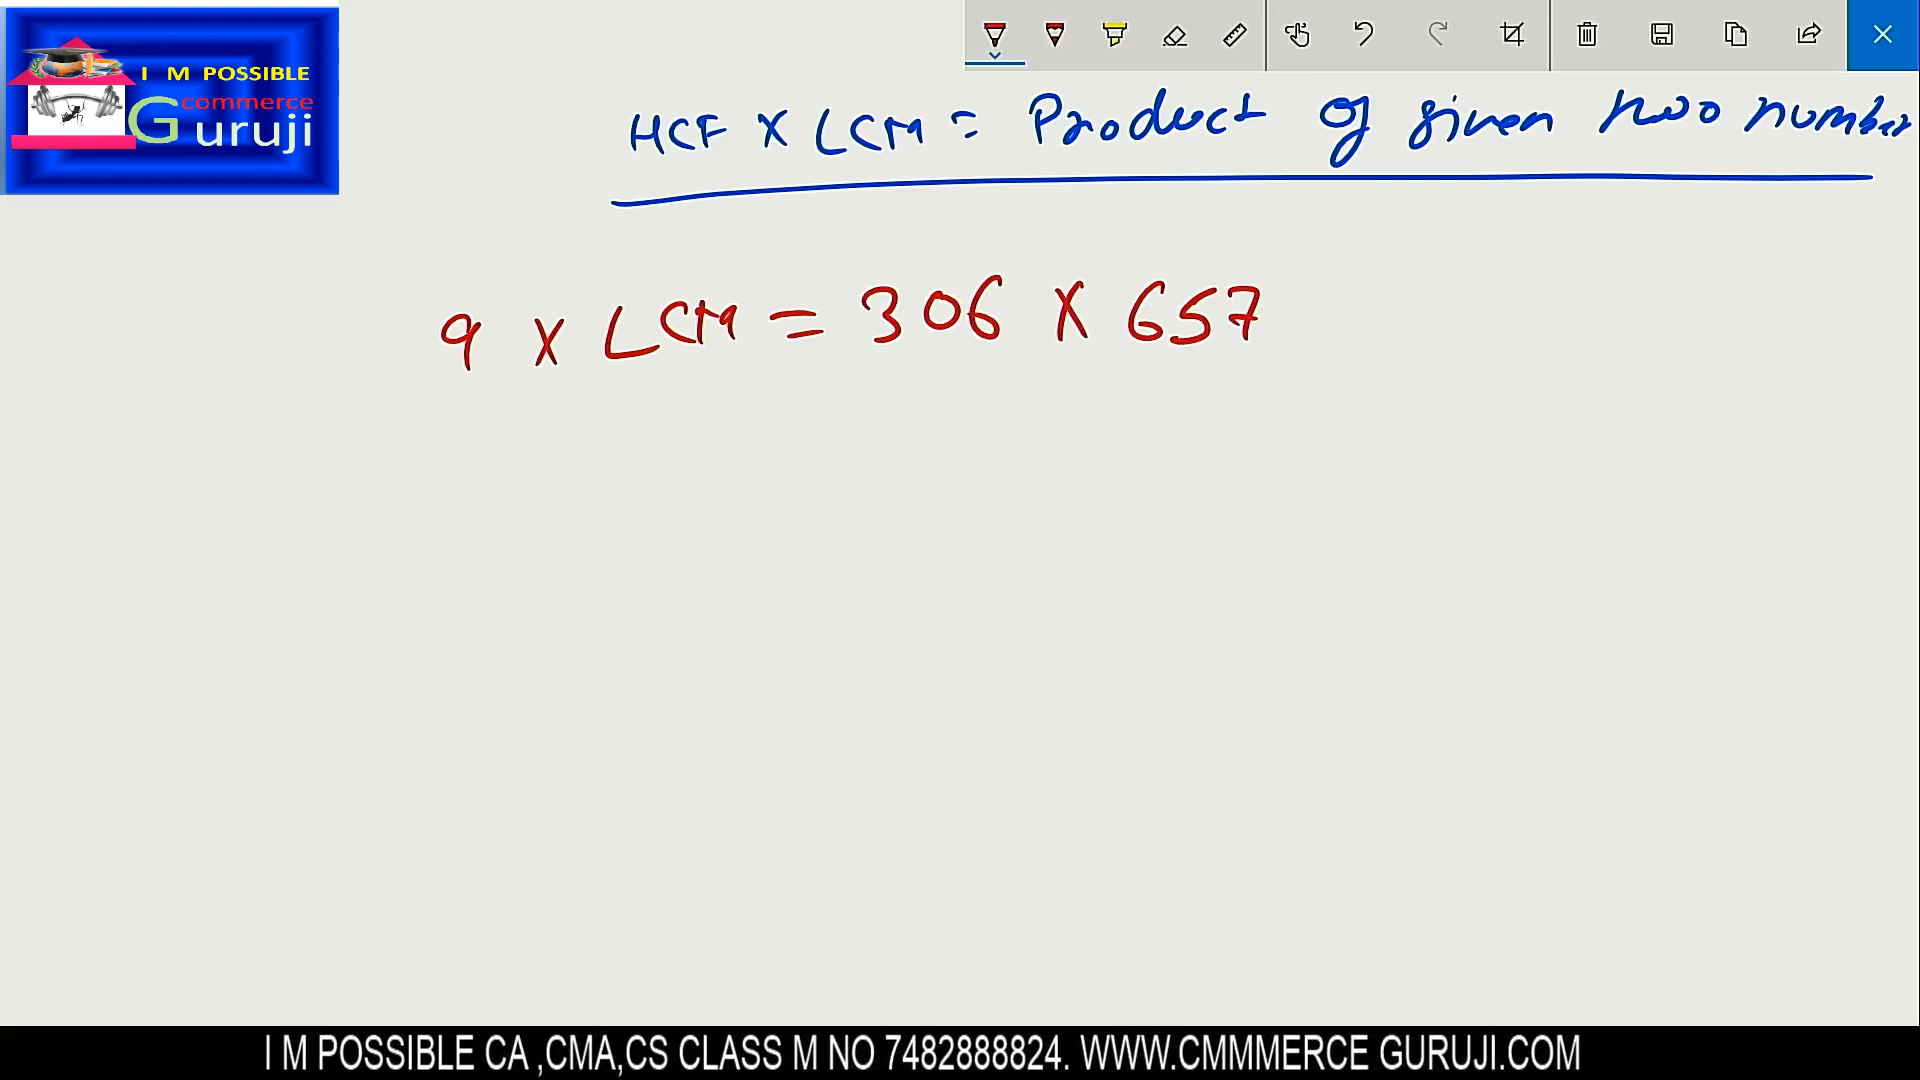 I M POSSIBLE
commerce
Guruji
HCF X LCM = Product of given two number
9 X LCM = 306 X 657
I M POSSIBLE CA ,CMA,CS CLASS M NO 7482888824. WWW.CMMMERCE GURUJI.COM